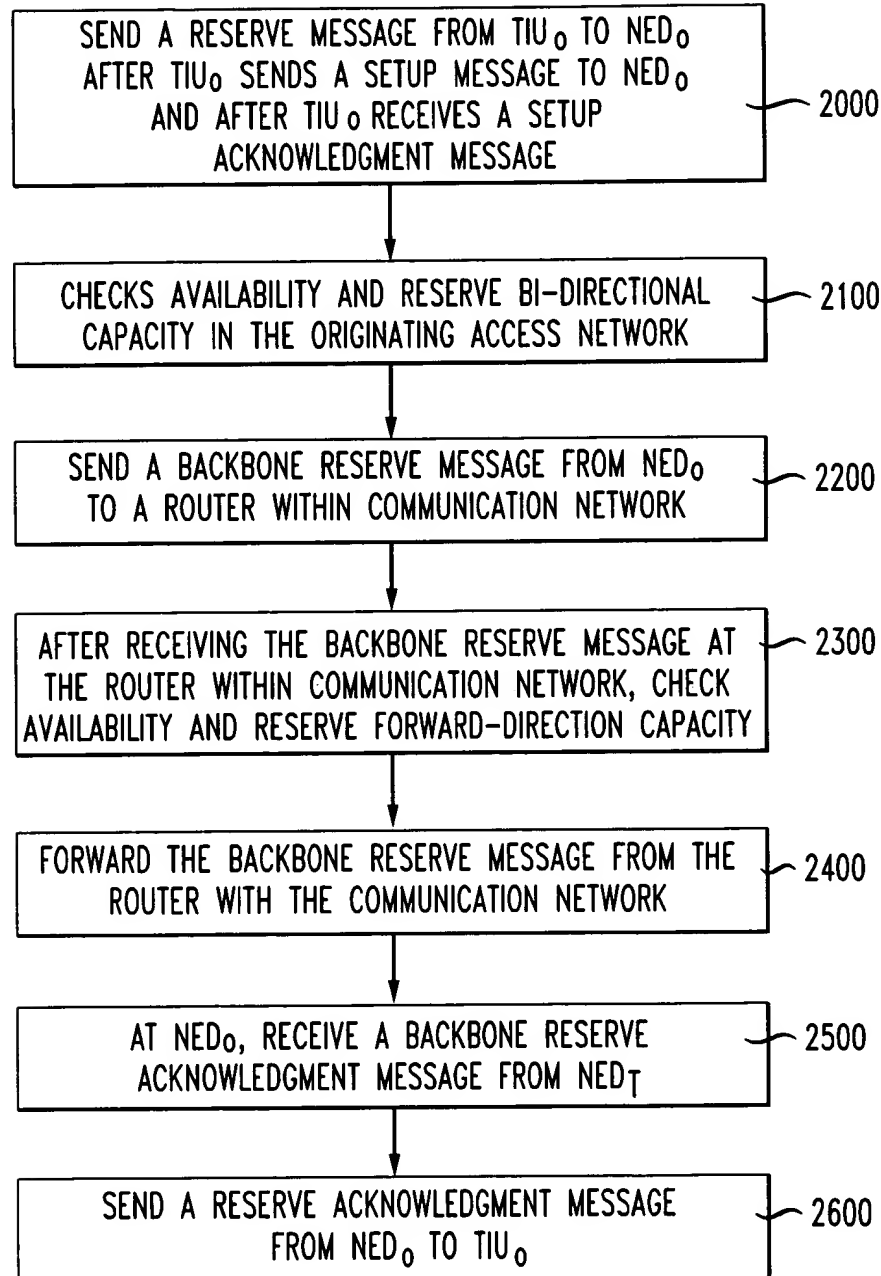 SEND A RESERVE MESSAGE FROM TIU₀ TO NED₀
AFTER TIU₀ SENDS A SETUP MESSAGE TO NED₀
AND AFTER TIU₀ RECEIVES A SETUP
ACKNOWLEDGMENT MESSAGE
2000
CHECKS AVAILABILITY AND RESERVE BI-DIRECTIONAL
CAPACITY IN THE ORIGINATING ACCESS NETWORK
2100
SEND A BACKBONE RESERVE MESSAGE FROM NED₀
TO A ROUTER WITHIN COMMUNICATION NETWORK
2200
AFTER RECEIVING THE BACKBONE RESERVE MESSAGE AT
THE ROUTER WITHIN COMMUNICATION NETWORK, CHECK
AVAILABILITY AND RESERVE FORWARD-DIRECTION CAPACITY
2300
FORWARD THE BACKBONE RESERVE MESSAGE FROM THE
ROUTER WITH THE COMMUNICATION NETWORK
2400
AT NED₀, RECEIVE A BACKBONE RESERVE
ACKNOWLEDGMENT MESSAGE FROM NED_T
2500
SEND A RESERVE ACKNOWLEDGMENT MESSAGE
FROM NED₀ TO TIU₀
2600